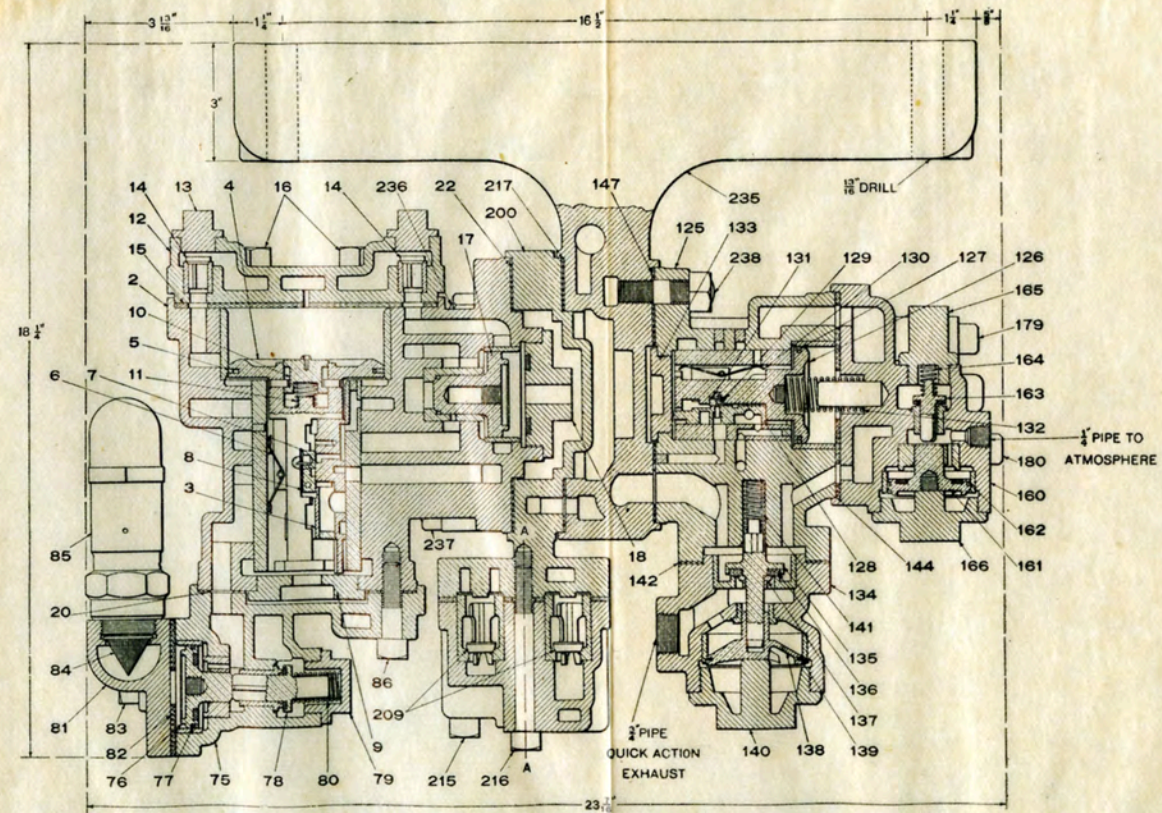 3 13/16" 1 1/4" 16 1/2" 1 1/4"
3"
13/16" DRILL
18 1/4"
14 13 4 16 14 236 22 217 200 147 125 133 238 235
131 129 130 127 126 165 179
12 15 2 10 5 6 7 11 8 3
17
164 163 132
1/4" PIPE TO
ATMOSPHERE
180 160 162 161 166 144 128
85 20 84 81 83 82 76 77 75 78 80 79 9 86
237 A 18 142
209 215 216 A
134 141 135 136 137 139 138 140
3/4" PIPE
QUICK ACTION
EXHAUST